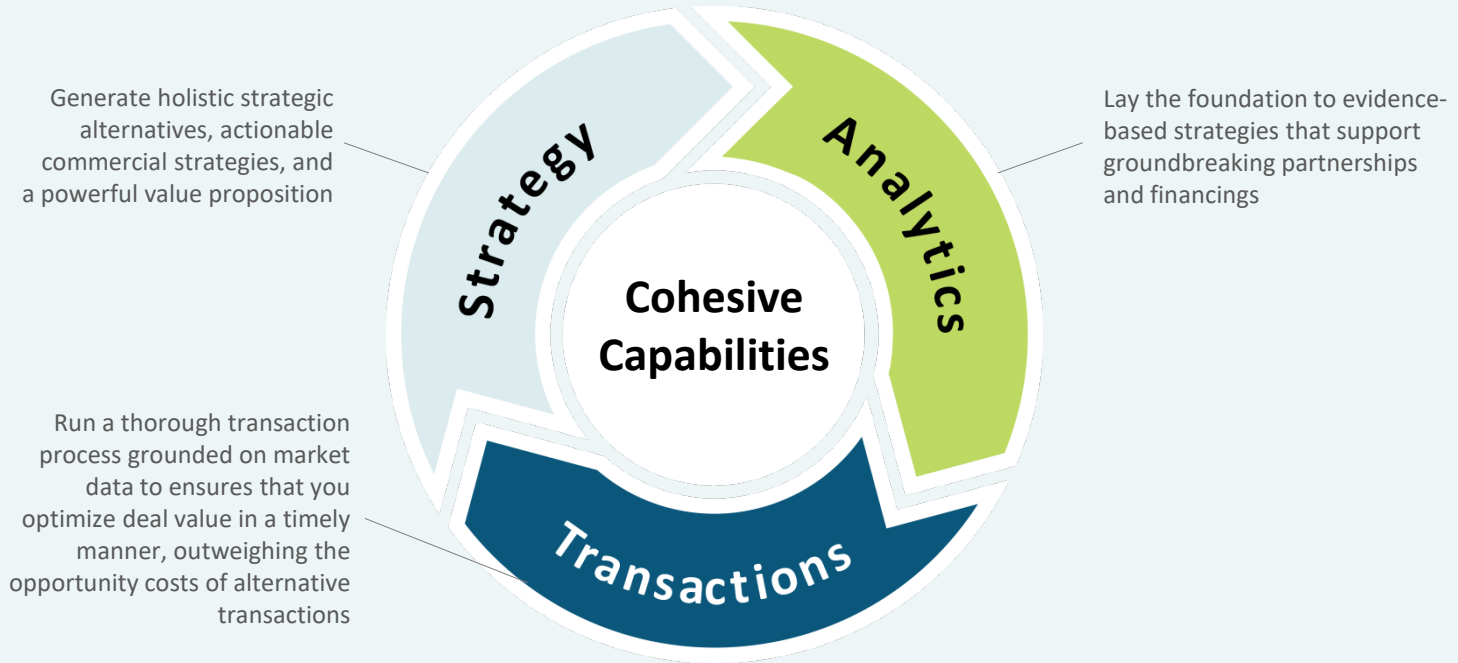 Generate holistic strategic
alternatives, actionable
commercial strategies, and
a powerful value proposition
Strategy
Analytics
Lay the foundation to evidence-
based strategies that support
groundbreaking partnerships
and financings
Cohesive
Capabilities
Run a thorough transaction
process grounded on market
data to ensures that you
optimize deal value in a timely
manner, outweighing the
opportunity costs of alternative
transactions
Transactions